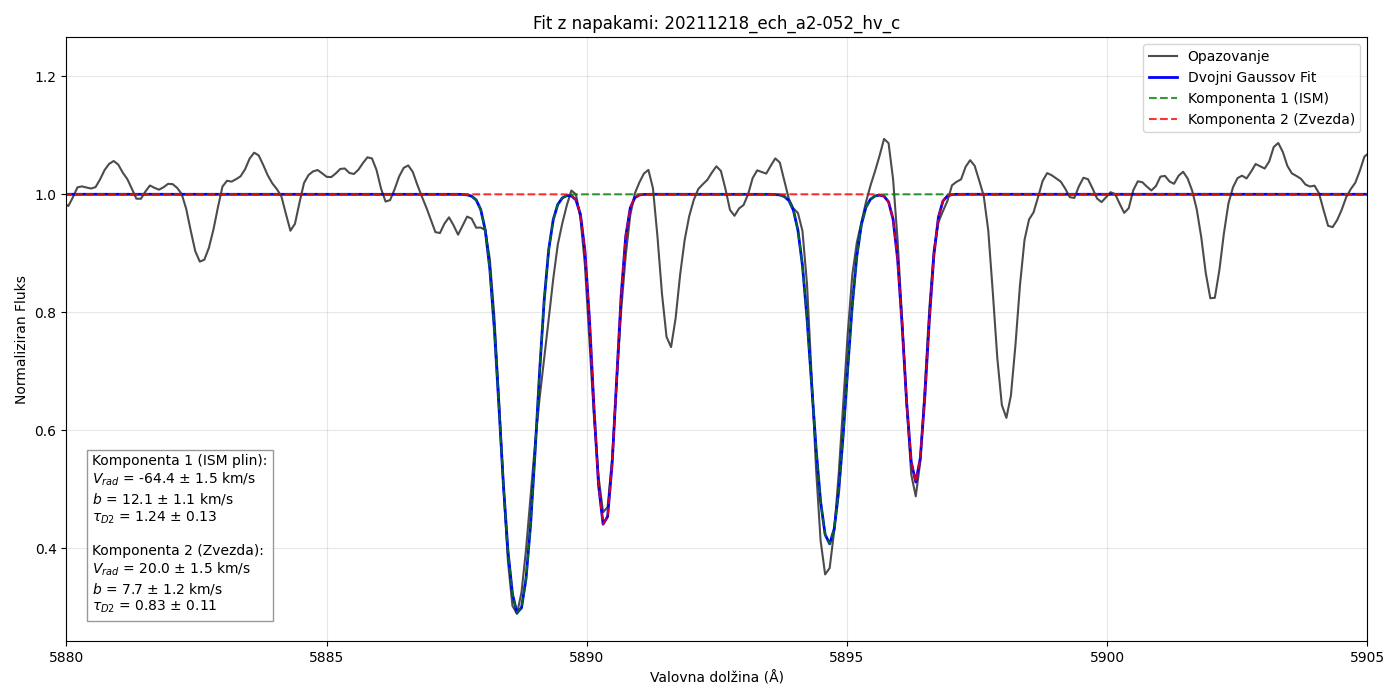 Fit z napakami: 20211218_ech_a2-052_hv_c
Opazovanje
Dvojni Gaussov Fit
Komponenta 1 (ISM)
Komponenta 2 (Zvezda)
Normaliziran Fluks
1.2
1.0
0.8
0.6
0.4
Komponenta 1 (ISM plin):
V_rad = -64.4 ± 1.5 km/s
b = 12.1 ± 1.1 km/s
τ_D2 = 1.24 ± 0.13
Komponenta 2 (Zvezda):
V_rad = 20.0 ± 1.5 km/s
b = 7.7 ± 1.2 km/s
τ_D2 = 0.83 ± 0.11
5880 5885 5890 5895 5900 5905
Valovna dolžina (Å)